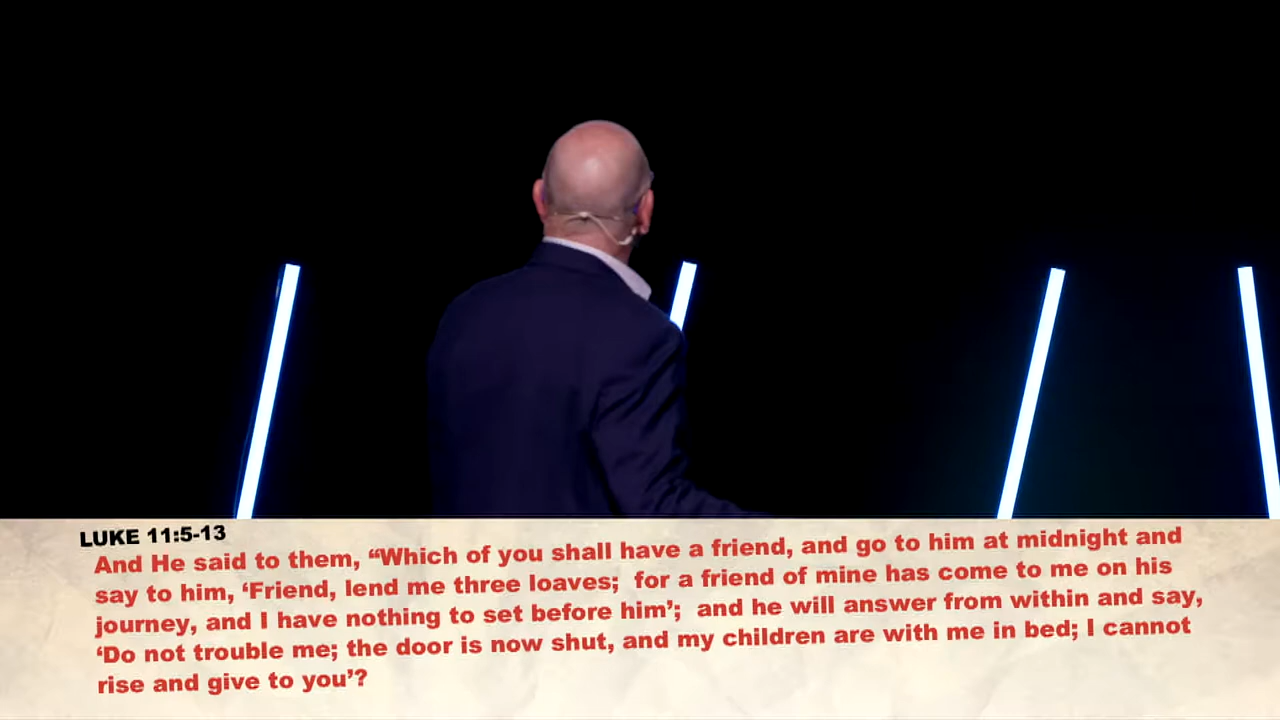 LUKE 11:5-13
And He said to them, “Which of you shall have a friend, and go to him at midnight and
say to him, ‘Friend, lend me three loaves;  for a friend of mine has come to me on his
journey, and I have nothing to set before him’;  and he will answer from within and say,
‘Do not trouble me; the door is now shut, and my children are with me in bed; I cannot
rise and give to you’?